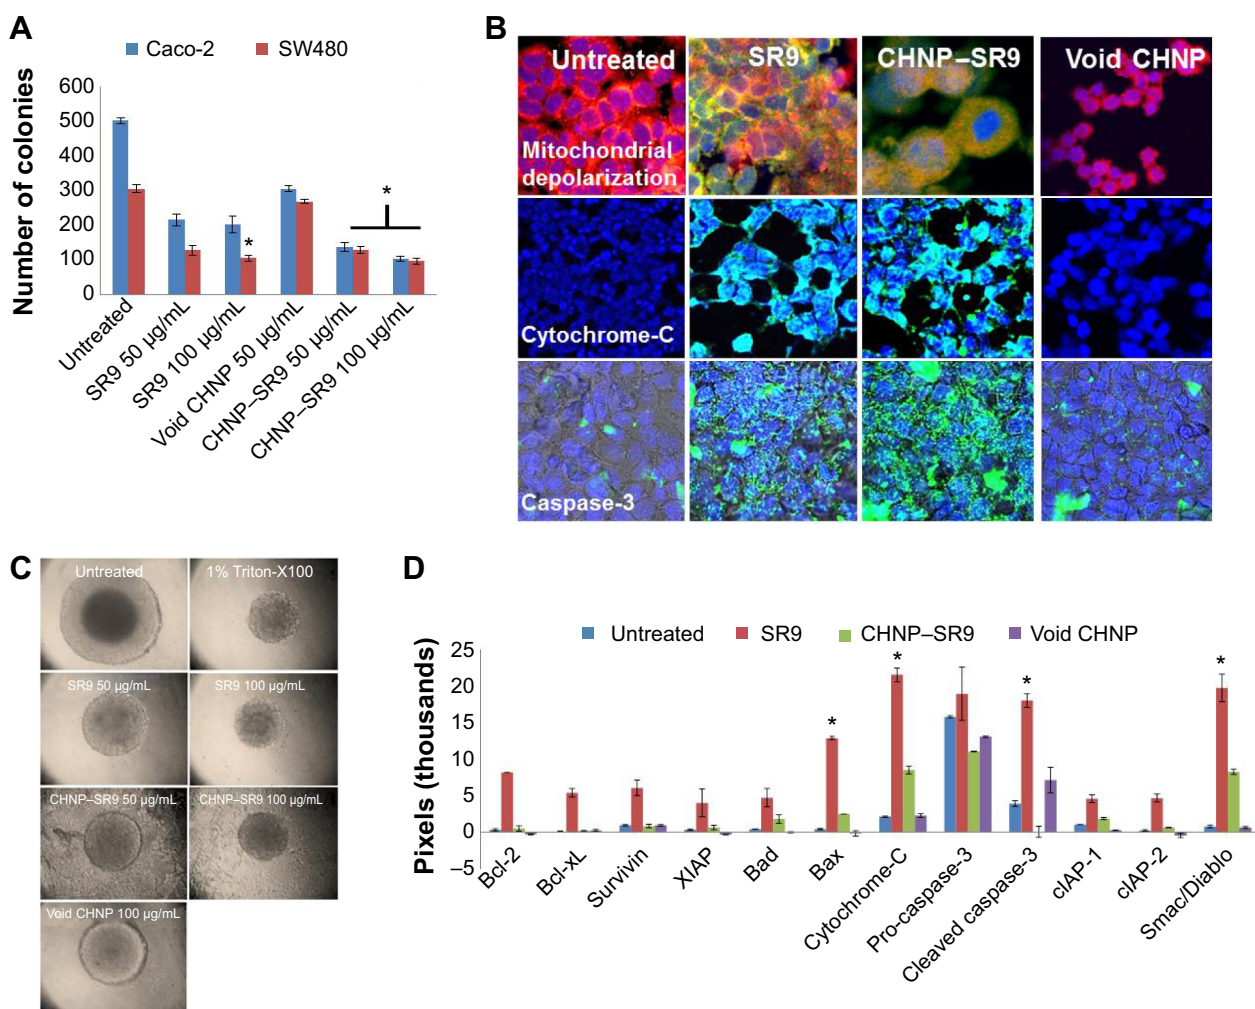 A
Caco-2
SW480
Number of colonies
600
500
400
300
200
100
0
*
*
Untreated
SR9 50 µg/mL
SR9 100 µg/mL
Void CHNP 50 µg/mL
CHNP–SR9 50 µg/mL
CHNP–SR9 100 µg/mL
B
Untreated
SR9
CHNP–SR9
Void CHNP
Mitochondrial
depolarization
Cytochrome-C
Caspase-3
C
Untreated
1% Triton-X100
SR9 50 µg/mL
SR9 100 µg/mL
CHNP–SR9 50 µg/mL
CHNP–SR9 100 µg/mL
Void CHNP 100 µg/mL
D
Untreated
SR9
CHNP–SR9
Void CHNP
Pixels (thousands)
25
20
15
10
5
0
–5
*
*
*
*
Bcl-2
Bcl-xL
Survivin
XIAP
Bad
Bax
Cytochrome-C
Pro-caspase-3
Cleaved caspase-3
cIAP-1
cIAP-2
Smac/Diablo